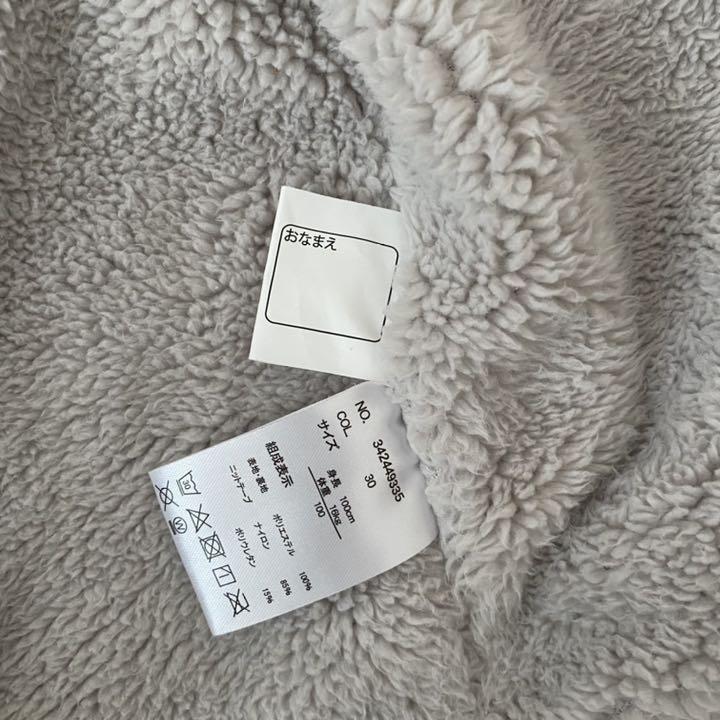 おなまえ
NO. 342449335
COL. 30
サイズ 身長 100cm
体重 16kg
100
組成表示
表地・裏地 ポリエステル 100%
ニットテープ ナイロン 85%
ポリウレタン 15%
30
W